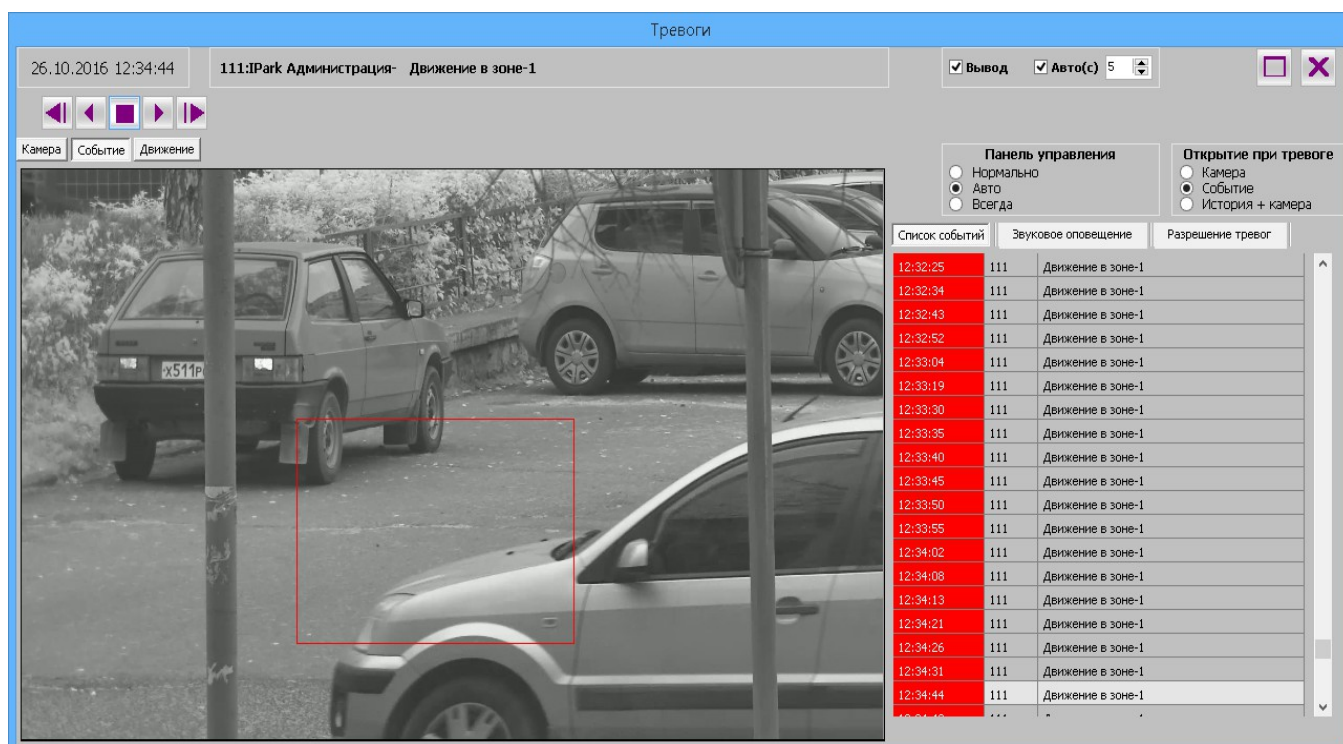 Тревоги
26.10.2016 12:34:44
111:IPark Администрация- Движение в зоне-1
Вывод
Авто(с) 5
Камера Событие Движение
Панель управления
Нормально
Авто
Всегда
Открытие при тревоге
Камера
Событие
История + камера
Список событий Звуковое оповещение Разрешение тревог
12:32:25 111 Движение в зоне-1
12:32:34 111 Движение в зоне-1
12:32:43 111 Движение в зоне-1
12:32:52 111 Движение в зоне-1
12:33:04 111 Движение в зоне-1
12:33:19 111 Движение в зоне-1
12:33:30 111 Движение в зоне-1
12:33:35 111 Движение в зоне-1
12:33:40 111 Движение в зоне-1
12:33:45 111 Движение в зоне-1
12:33:50 111 Движение в зоне-1
12:33:55 111 Движение в зоне-1
12:34:02 111 Движение в зоне-1
12:34:08 111 Движение в зоне-1
12:34:13 111 Движение в зоне-1
12:34:21 111 Движение в зоне-1
12:34:26 111 Движение в зоне-1
12:34:31 111 Движение в зоне-1
12:34:44 111 Движение в зоне-1
х511р